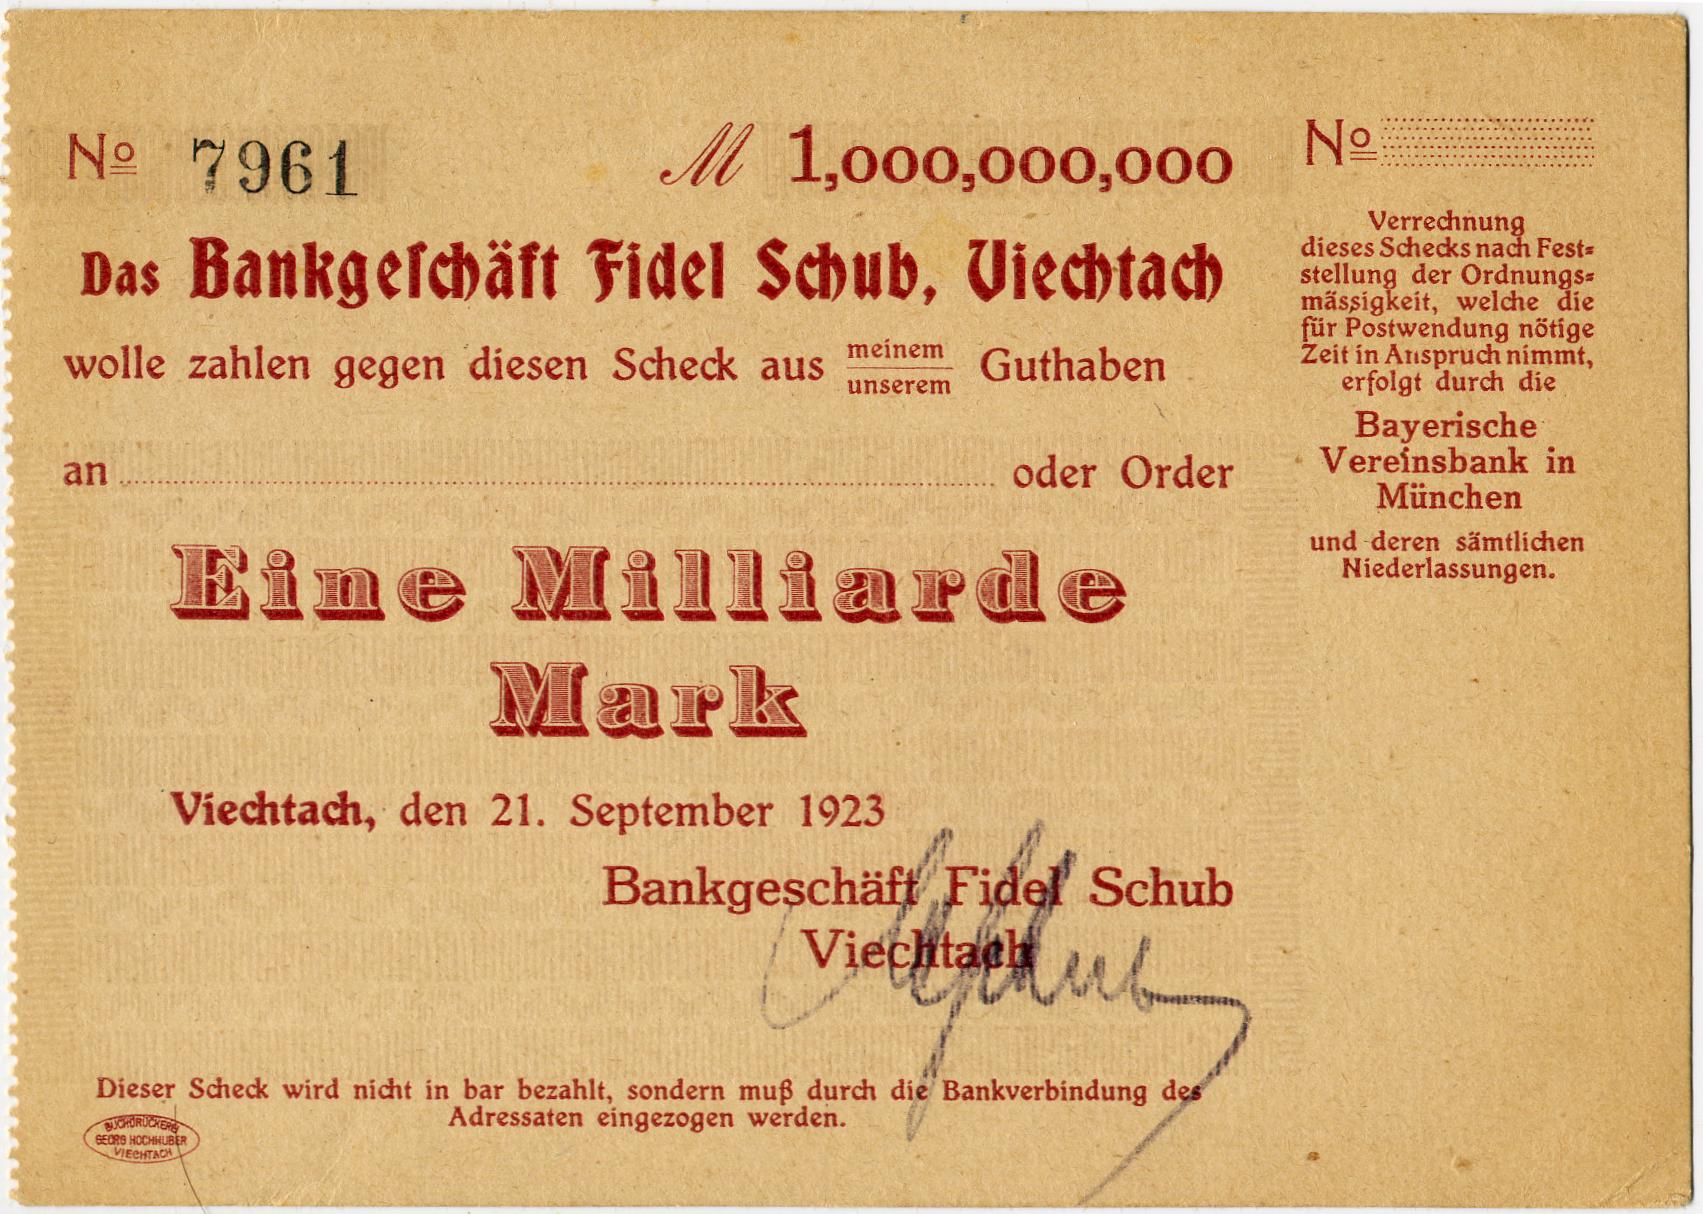 No 7961
M 1,000,000,000
Das Bankgeſchäft Fidel Schub, Viechtach
wolle zahlen gegen diesen Scheck aus meinem
unserem Guthaben
an oder Order
Eine Milliarde
Mark
Viechtach, den 21. September 1923
Bankgeschäft Fidel Schub
Viechtach
Dieser Scheck wird nicht in bar bezahlt, sondern muß durch die Bankverbindung des
Adressaten eingezogen werden.
BUCHDRUCKEREI
GEORG HOCHHUBER
VIECHTACH
No
Verrechnung
dieses Schecks nach Fest=
stellung der Ordnungs=
mässigkeit, welche die
für Postwendung nötige
Zeit in Anspruch nimmt,
erfolgt durch die
Bayerische
Vereinsbank in
München
und deren sämtlichen
Niederlassungen.